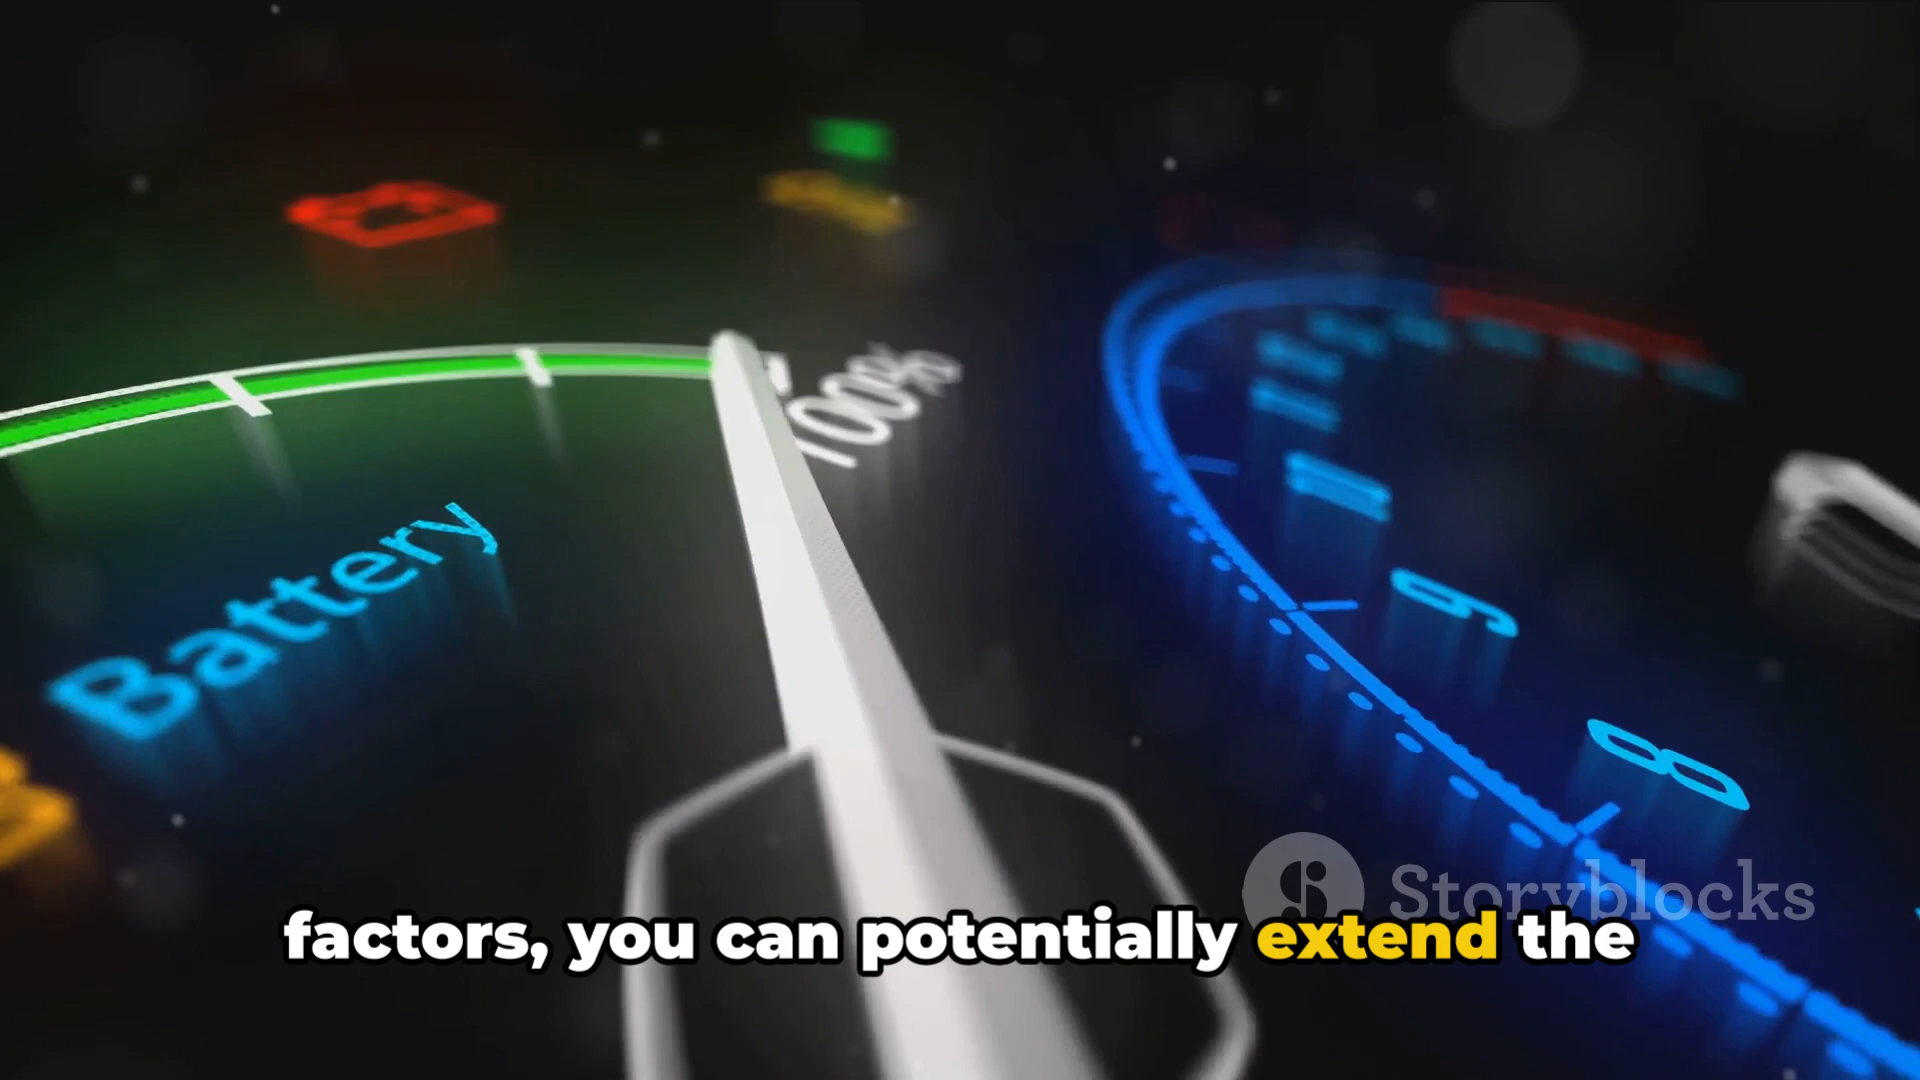 100%
Battery
9
8
Storyblocks
factors, you can potentially extend the